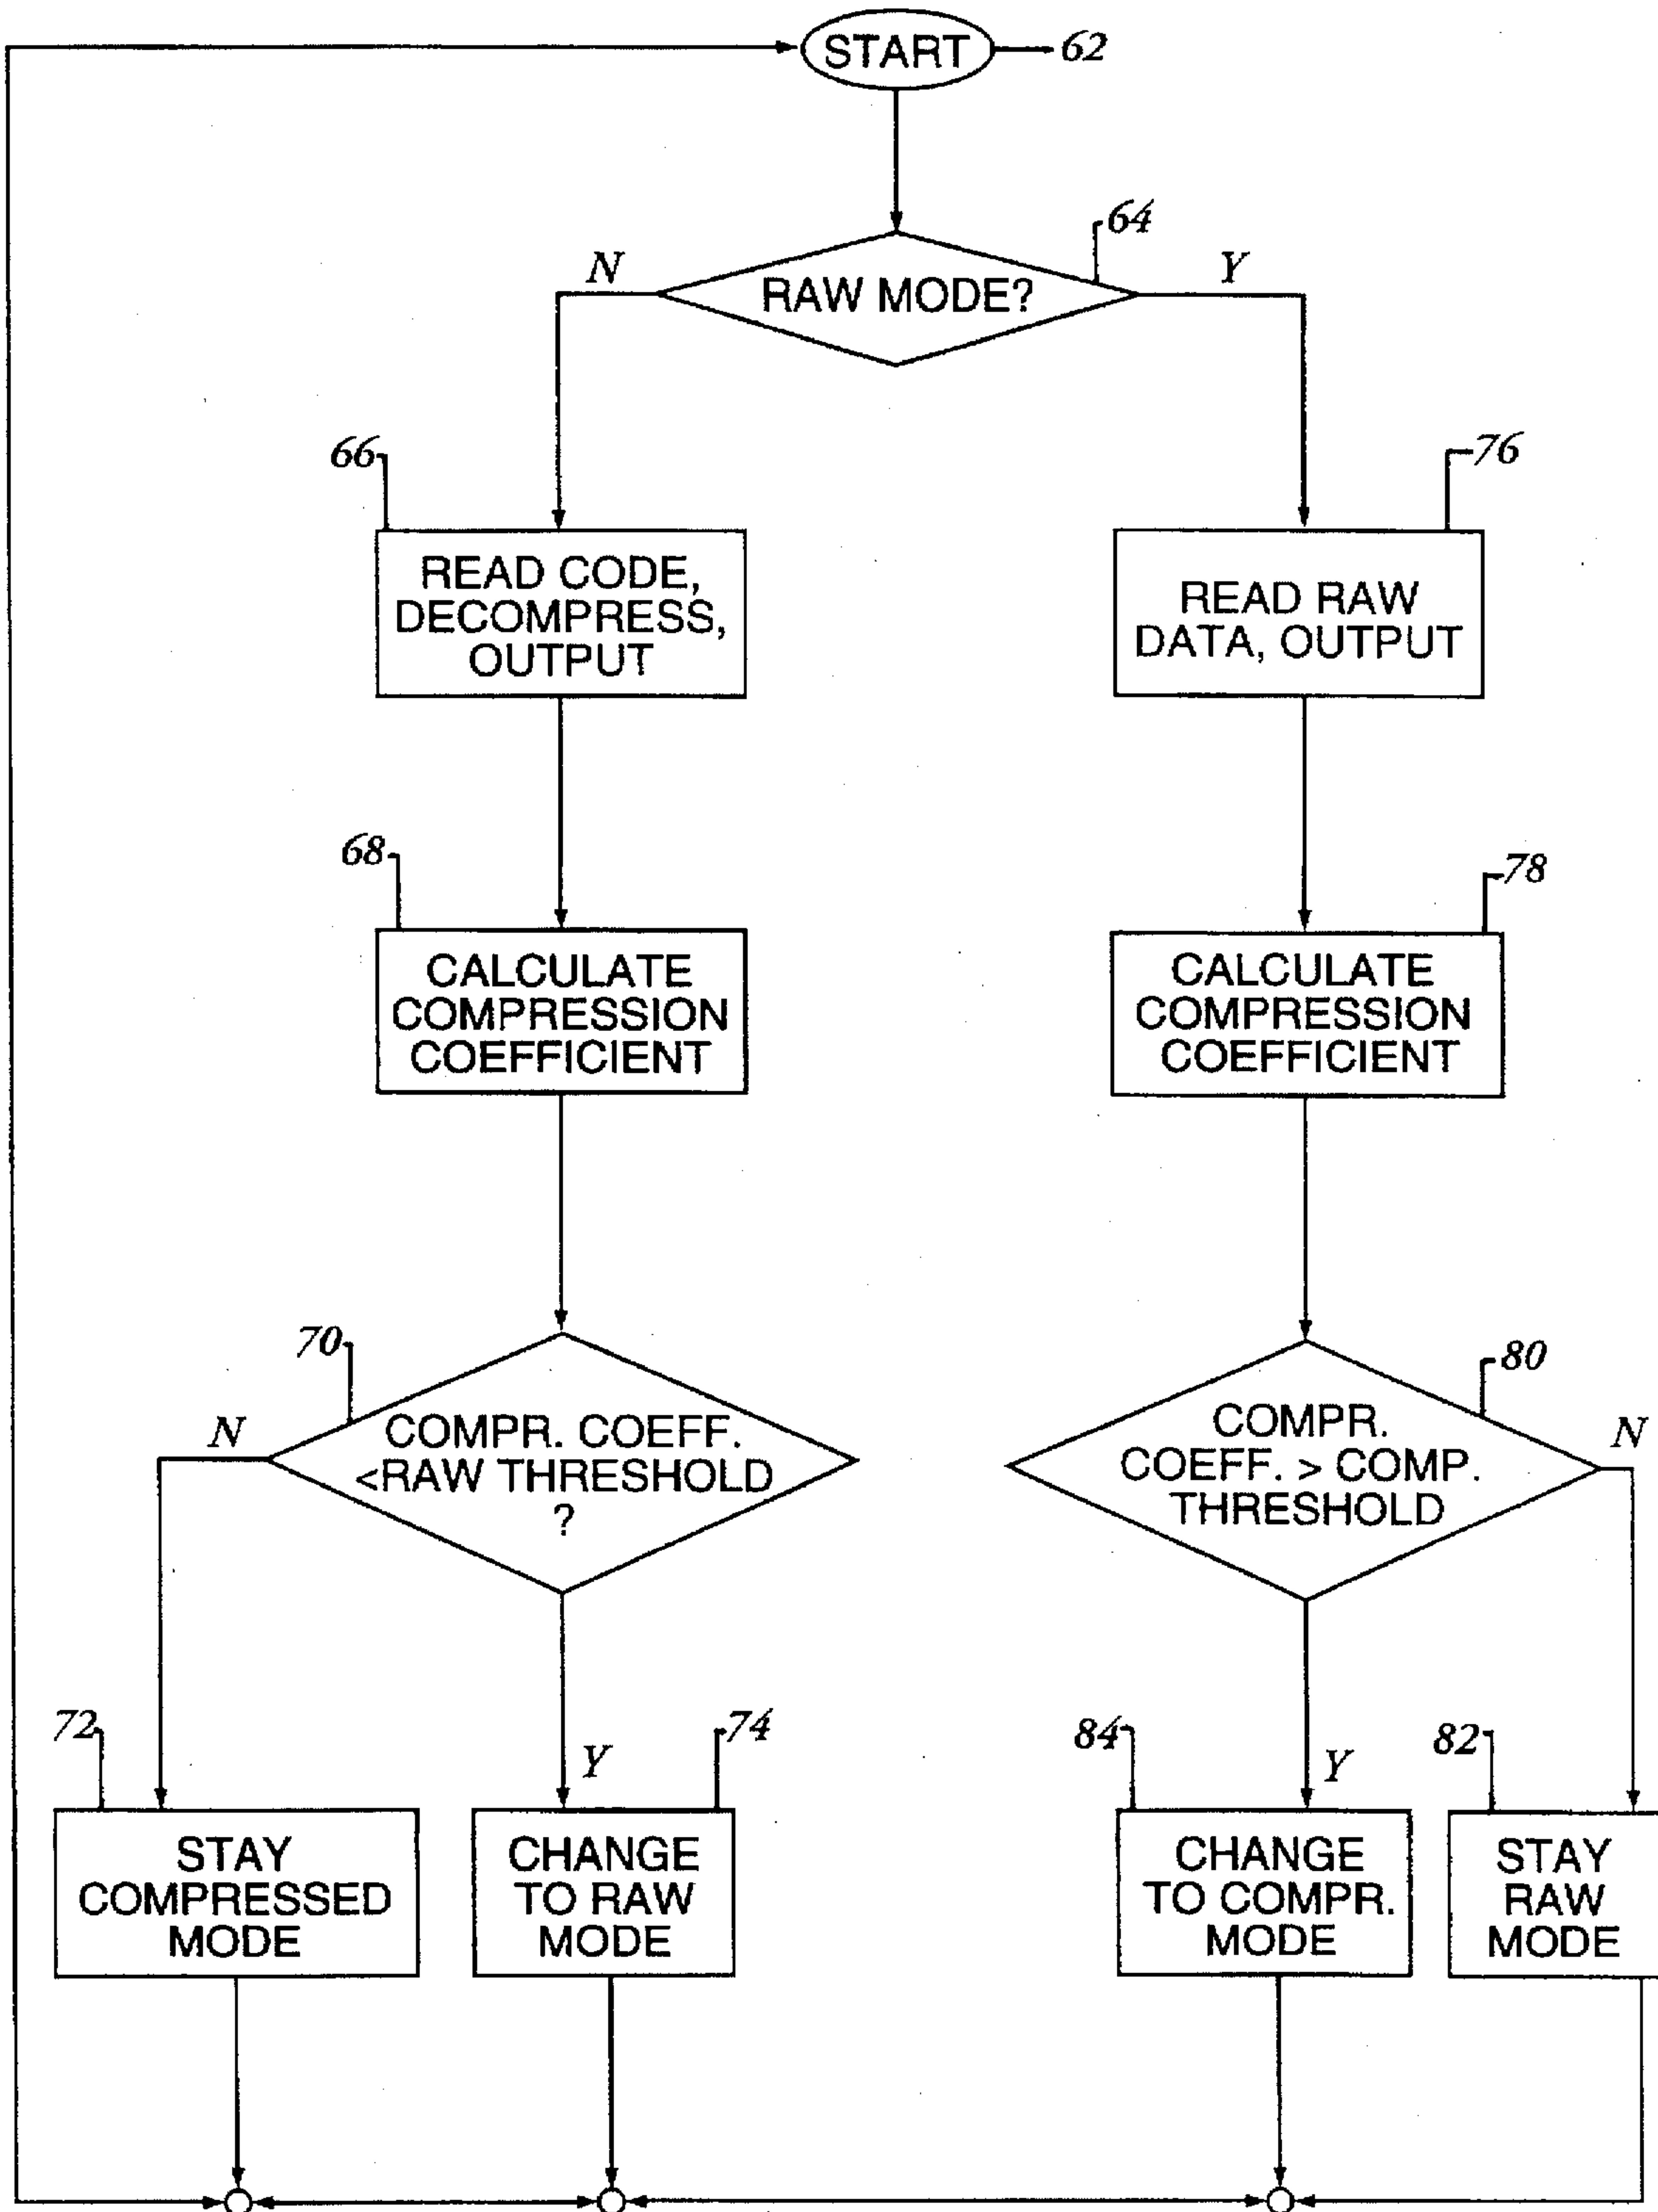 START
62
64
N
RAW MODE?
Y
66
READ CODE,
DECOMPRESS,
OUTPUT
76
READ RAW
DATA, OUTPUT
68
CALCULATE
COMPRESSION
COEFFICIENT
78
CALCULATE
COMPRESSION
COEFFICIENT
70
N
COMPR. COEFF.
<RAW THRESHOLD
?
80
COMPR.
COEFF. > COMP.
THRESHOLD
N
72
STAY
COMPRESSED
MODE
Y
74
CHANGE
TO RAW
MODE
84
Y
CHANGE
TO COMPR.
MODE
82
STAY
RAW
MODE